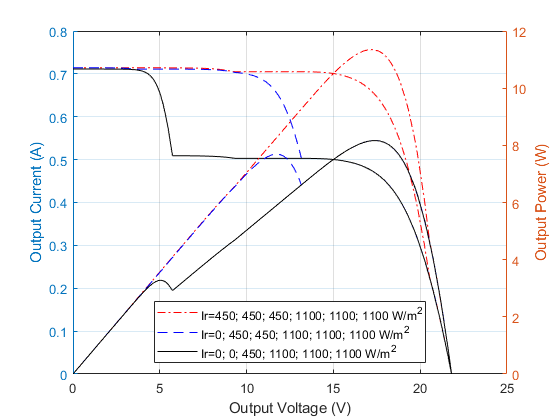 0.8
0.7
0.6
0.5
0.4
0.3
0.2
0.1
0
Output Current (A)
12
10
8
6
4
2
0
Output Power (W)
Ir=450; 450; 450; 1100; 1100; 1100 W/m²
Ir=0; 450; 450; 1100; 1100; 1100 W/m²
Ir=0; 0; 450; 1100; 1100; 1100 W/m²
0 5 10 15 20 25
Output Voltage (V)